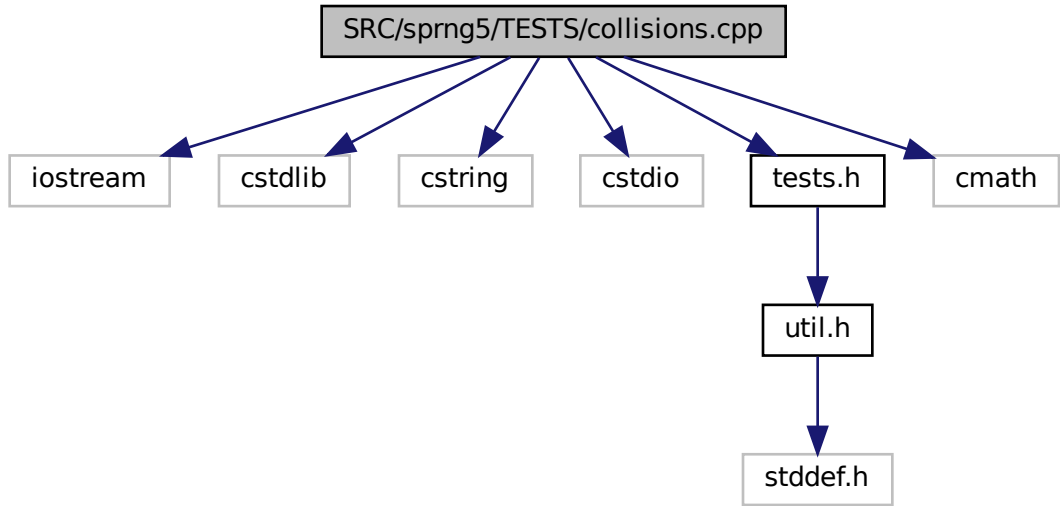 SRC/sprng5/TESTS/collisions.cpp
iostream
cstdlib
cstring
cstdio
tests.h
cmath
util.h
stddef.h